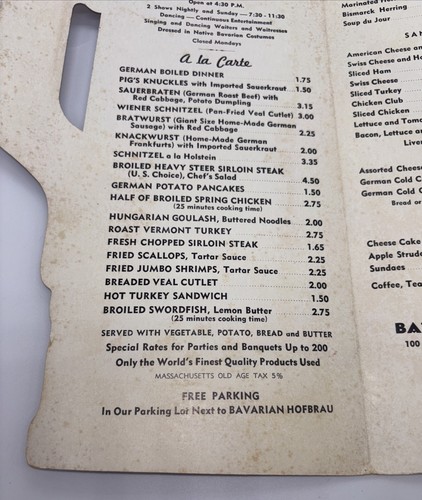 Open at 4:30 P.M.
2 Shows Nightly and Sunday — 7:30 - 11:30
Dancing — Continuous Entertainment
Singing and Dancing Waiters and Waitresses
Dressed in Native Bavarian Costumes
Closed Mondays
A la Carte
GERMAN BOILED DINNER 1.75
PIG'S KNUCKLES with Imported Sauerkraut 1.50
SAUERBRATEN (German Roast Beef) with
Red Cabbage, Potato Dumpling 3.15
WIENER SCHNITZEL (Pan-Fried Veal Cutlet) 3.00
BRATWURST (Giant Size Home-Made German
Sausage) with Red Cabbage 2.25
KNACKWURST (Home-Made German
Frankfurts) with Imported Sauerkraut 2.00
SCHNITZEL a la Holstein 3.35
BROILED HEAVY STEER SIRLOIN STEAK
(U. S. Choice), Chef's Salad 4.50
GERMAN POTATO PANCAKES 1.50
HALF OF BROILED SPRING CHICKEN 2.75
(25 minutes cooking time)
HUNGARIAN GOULASH, Buttered Noodles 2.00
ROAST VERMONT TURKEY 2.75
FRESH CHOPPED SIRLOIN STEAK 1.65
FRIED SCALLOPS, Tartar Sauce 2.25
FRIED JUMBO SHRIMPS, Tartar Sauce 2.25
BREADED VEAL CUTLET 2.00
HOT TURKEY SANDWICH 1.50
BROILED SWORDFISH, Lemon Butter 2.75
(25 minutes cooking time)
SERVED WITH VEGETABLE, POTATO, BREAD and BUTTER
Special Rates for Parties and Banquets Up to 200
Only the World's Finest Quality Products Used
MASSACHUSETTS OLD AGE TAX 5%
FREE PARKING
In Our Parking Lot Next to BAVARIAN HOFBRAU
Marinated
Bismarck Herring
Soup du Jour
SAN
American Cheese and
Swiss Cheese and Ho
Sliced Ham
Swiss Cheese
Sliced Turkey
Chicken Club
Sliced Chicken
Lettuce and Tom
Bacon, Lettuce a
Live
Assorted Chees
German Cold C
German Cold C
Bread or
Cheese Cake
Apple Strud
Sundaes
Coffee, Tea
BA
100